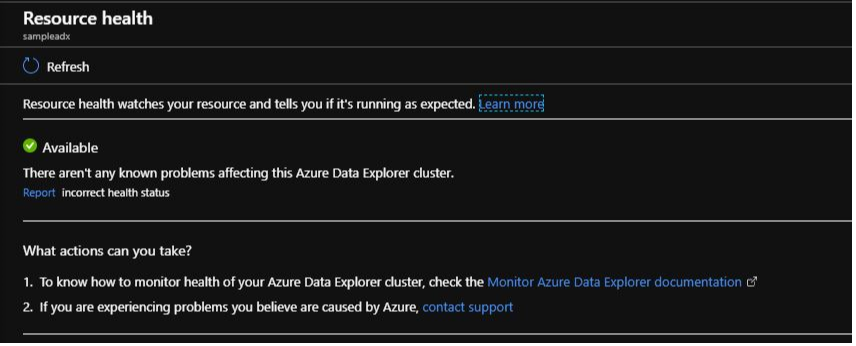 Resource health
sampleadx
Refresh
Resource health watches your resource and tells you if it's running as expected. Learn more
Available
There aren't any known problems affecting this Azure Data Explorer cluster.
Report incorrect health status
What actions can you take?
1. To know how to monitor health of your Azure Data Explorer cluster, check the Monitor Azure Data Explorer documentation
2. If you are experiencing problems you believe are caused by Azure, contact support